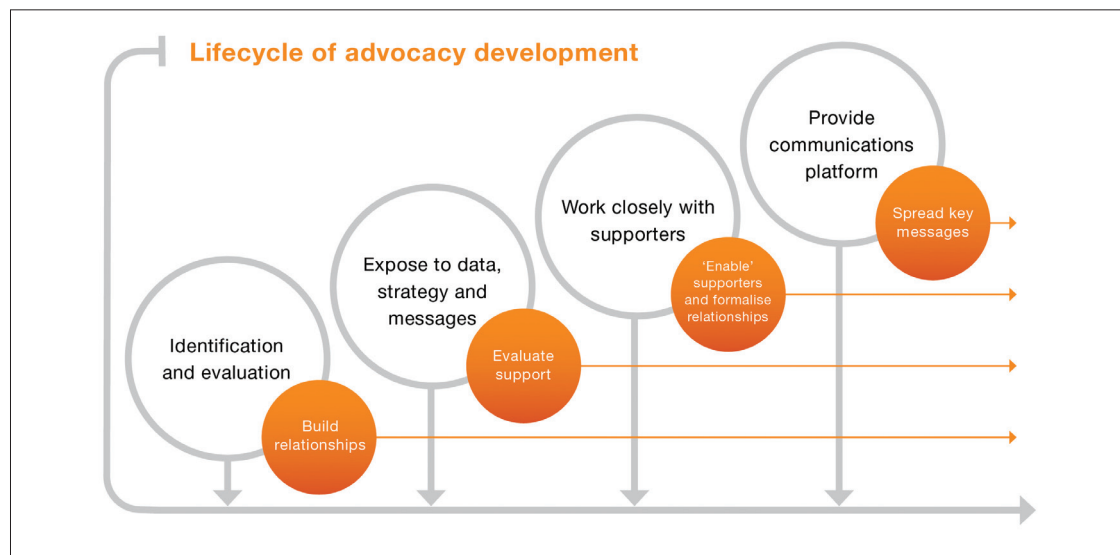 Lifecycle of advocacy development
Identification
and evaluation
Build
relationships
Expose to data,
strategy and
messages
Evaluate
support
Work closely with
supporters
‘Enable’
supporters
and formalise
relationships
Provide
communications
platform
Spread key
messages